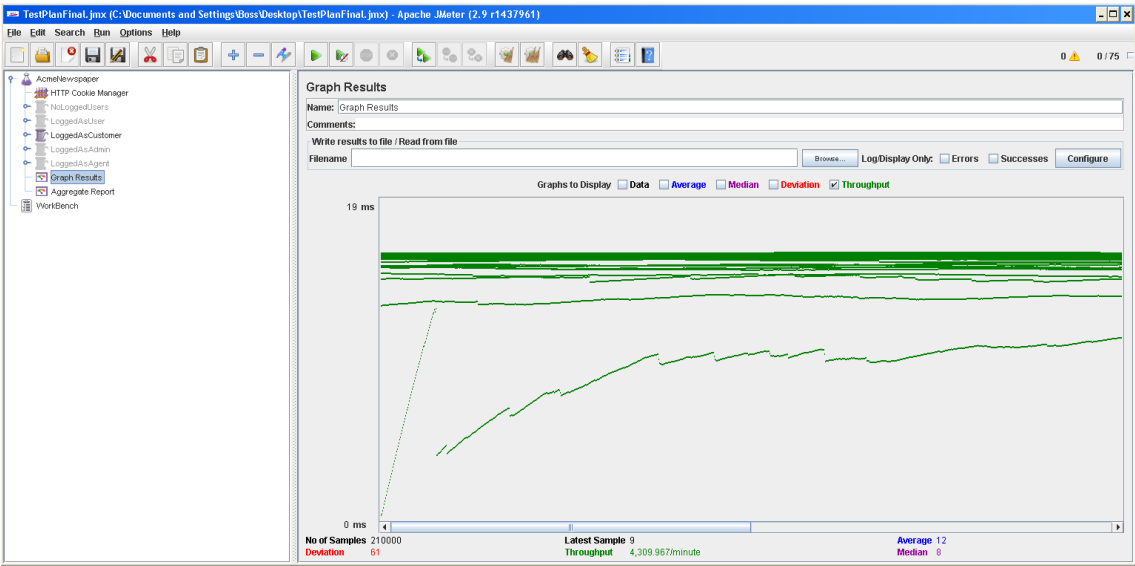 TestPlanFinal.jmx (C:\Documents and Settings\Boss\Desktop\TestPlanFinal.jmx) - Apache JMeter (2.9 r1437961)
File Edit Search Run Options Help
0 0 / 75
AcmeNewspaper
HTTP Cookie Manager
NoLoggedUsers
LoggedAsUser
LoggedAsCustomer
LoggedAsAdmin
LoggedAsAgent
Graph Results
Aggregate Report
WorkBench
Graph Results
Name: Graph Results
Comments:
Write results to file / Read from file
Filename Browse... Log/Display Only: Errors Successes Configure
Graphs to Display Data Average Median Deviation Throughput
19 ms
0 ms
No of Samples 210000 Latest Sample 9 Average 12
Deviation 61 Throughput 4,309.967/minute Median 8